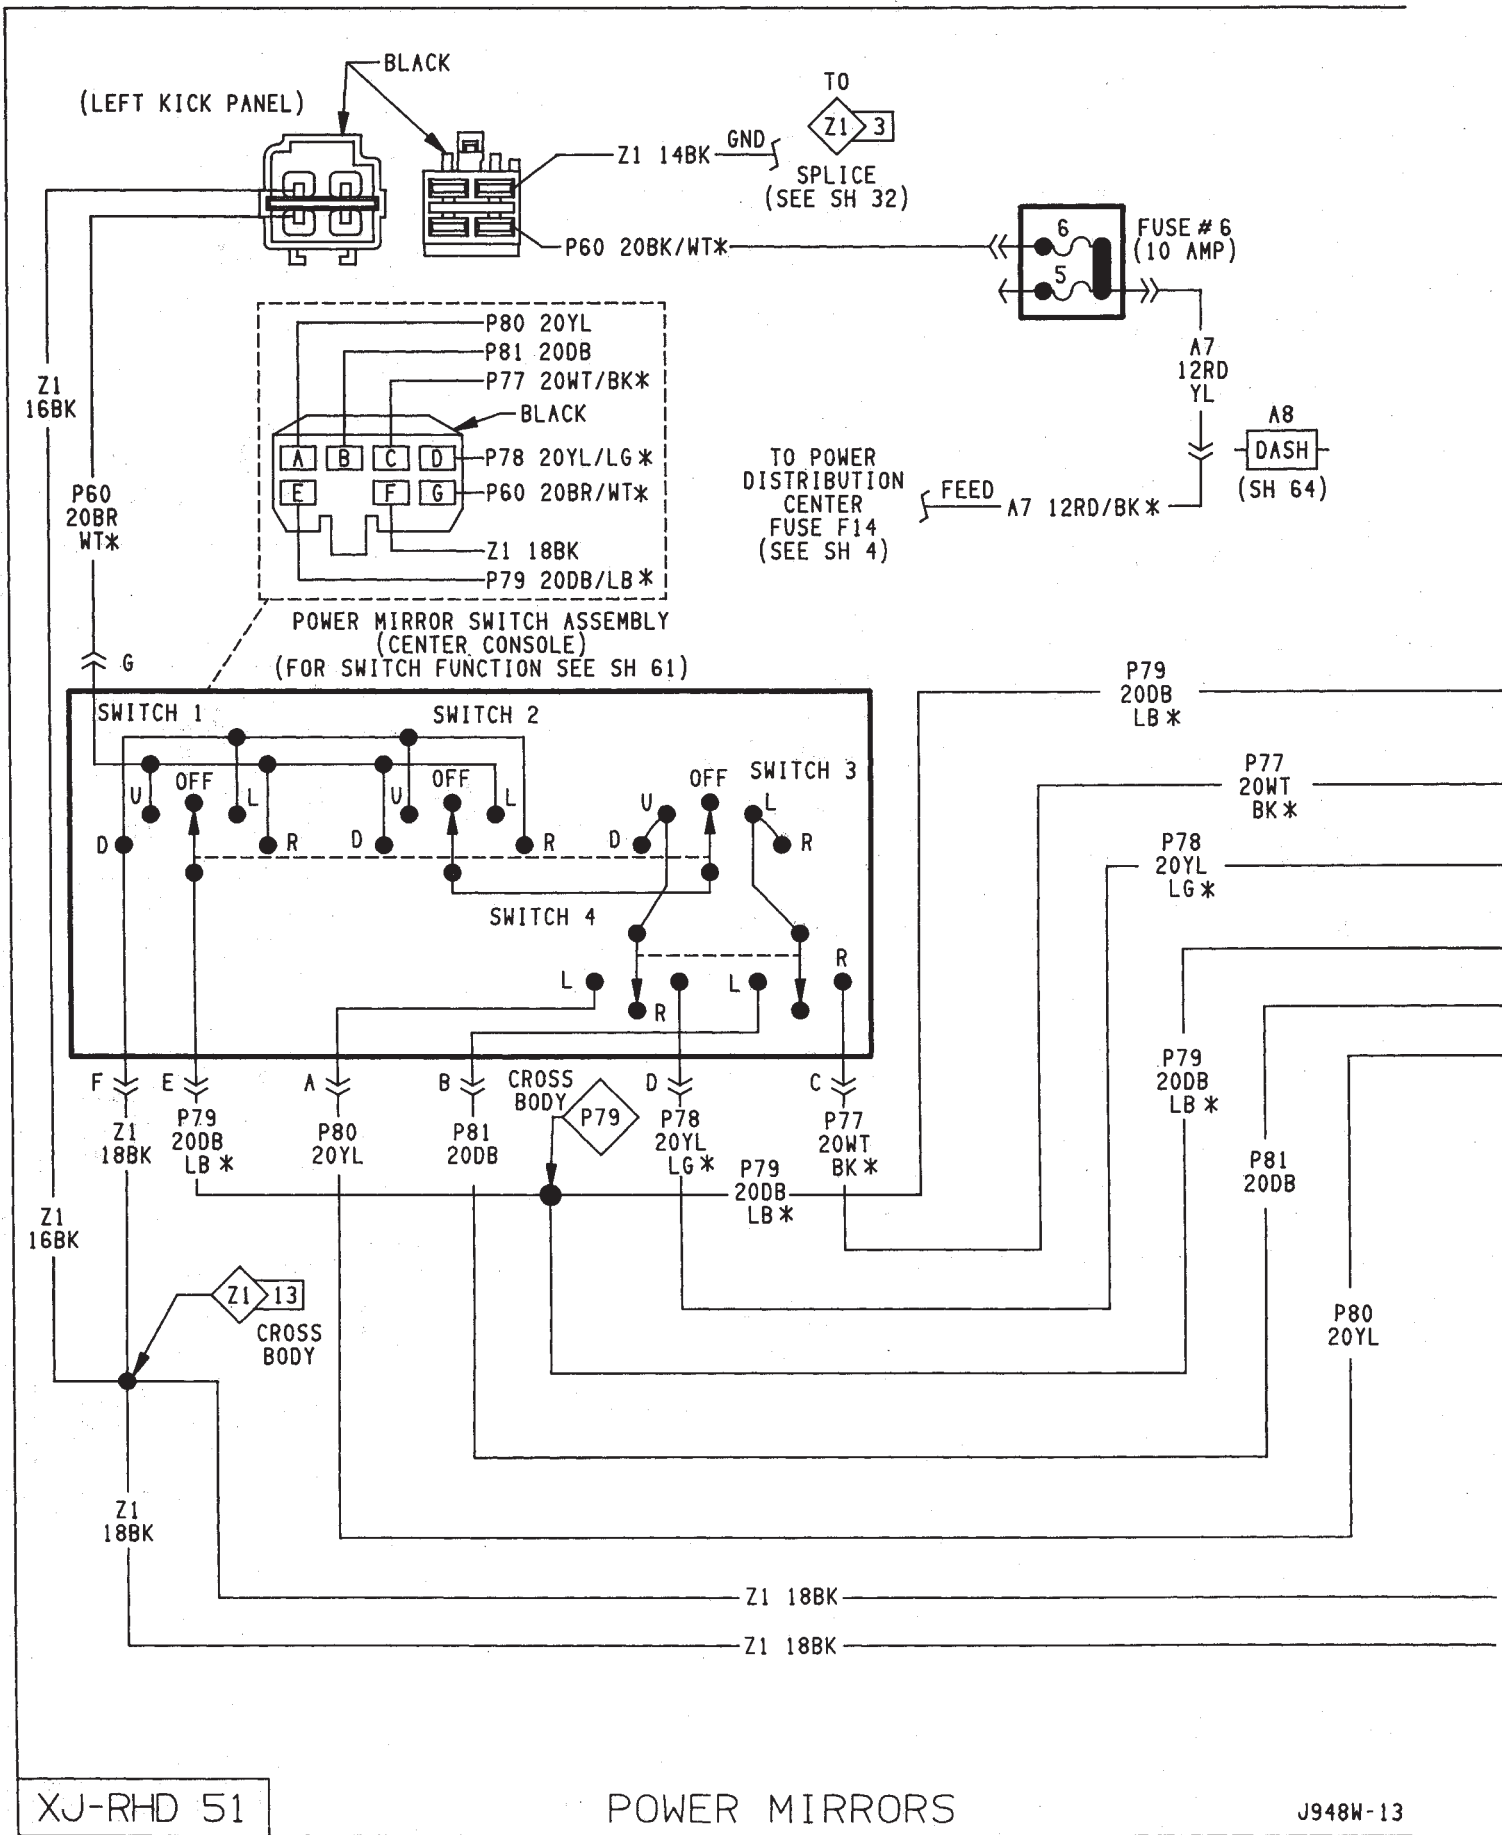 BLACK
(LEFT KICK PANEL)
TO
Z1 3
SPLICE
(SEE SH 32)
Z1 14BK
GND
P60 20BK/WT*
6
5
FUSE # 6
(10 AMP)
A7
12RD
YL
A8
DASH
(SH 64)
TO POWER
DISTRIBUTION
CENTER
FUSE F14
(SEE SH 4)
FEED
A7 12RD/BK*
Z1
16BK
P60
20BR
WT*
G
P80 20YL
P81 20DB
P77 20WT/BK*
BLACK
A B C D
P78 20YL/LG*
E F G
P60 20BR/WT*
Z1 18BK
P79 20DB/LB*
POWER MIRROR SWITCH ASSEMBLY
(CENTER CONSOLE)
(FOR SWITCH FUNCTION SEE SH 61)
SWITCH 1
SWITCH 2
SWITCH 3
OFF
OFF
OFF
U
L
U
L
U
L
D
R
D
R
D
R
SWITCH 4
L
R
L
R
F
E
A
B
D
C
CROSS
BODY
P79
Z1
18BK
P79
20DB
LB*
P80
20YL
P81
20DB
P78
20YL
LG*
P77
20WT
BK*
P79
20DB
LB*
P79
20DB
LB*
P77
20WT
BK*
P78
20YL
LG*
P79
20DB
LB*
P81
20DB
P80
20YL
Z1
16BK
Z1 13
CROSS
BODY
Z1
18BK
Z1 18BK
Z1 18BK
XJ-RHD 51
POWER MIRRORS
J948W-13